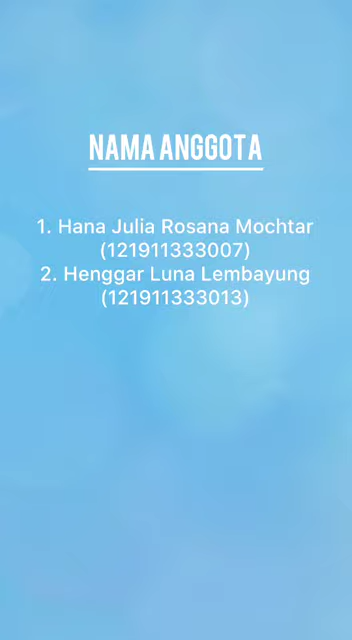 NAMA ANGGOTA
1. Hana Julia Rosana Mochtar
(121911333007)
2. Henggar Luna Lembayung
(121911333013)